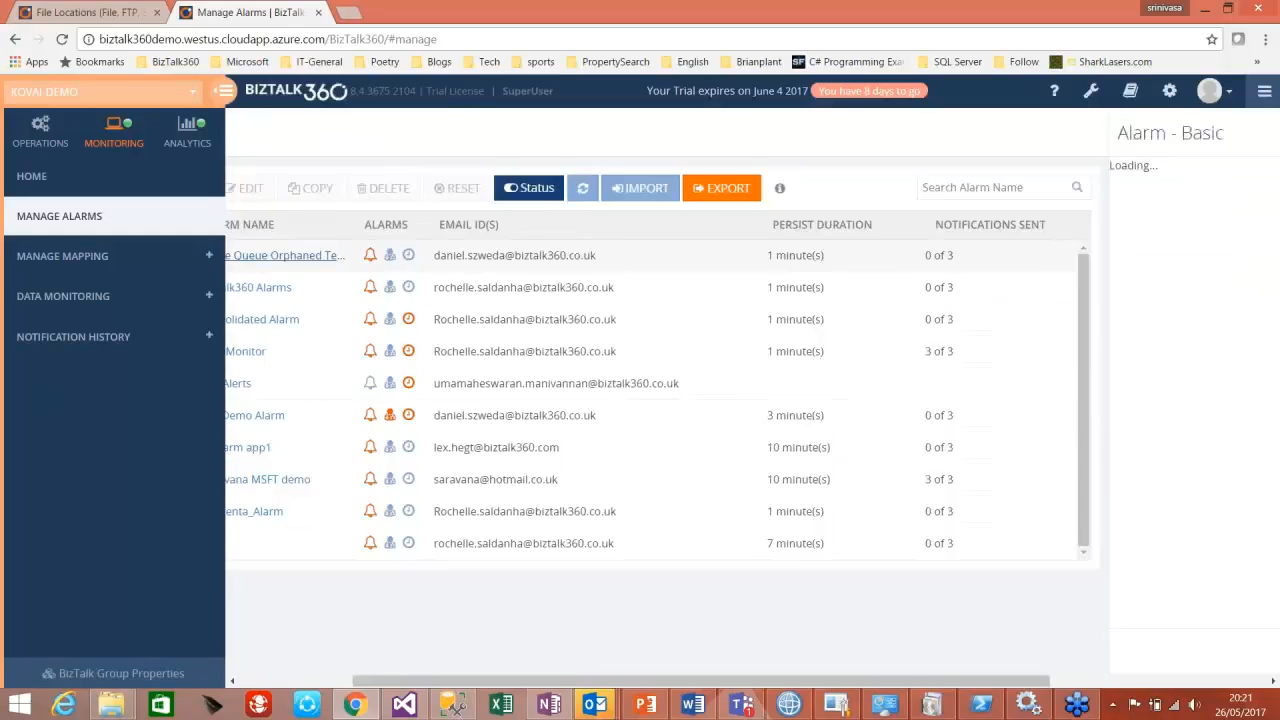 File Locations (File, FTP,
Manage Alarms | BizTalk
srinivasa
biztalk360demo.westus.cloudapp.azure.com/BizTalk360/#manage
Apps Bookmarks BizTalk360 Microsoft IT-General Poetry Blogs Tech sports PropertySearch English Brianplant C# Programming Exa SQL Server Follow SharkLasers.com »
KOVAI DEMO
BIZTALK360 8.4.3675.2104 | Trial License | SuperUser
Your Trial expires on June 4 2017 You have 8 days to go
OPERATIONS MONITORING ANALYTICS
HOME
MANAGE ALARMS
MANAGE MAPPING +
DATA MONITORING +
NOTIFICATION HISTORY +
BizTalk Group Properties
EDIT COPY DELETE RESET Status IMPORT EXPORT
Search Alarm Name
RM NAME ALARMS EMAIL ID(S) PERSIST DURATION NOTIFICATIONS SENT
e Queue Orphaned Te... daniel.szweda@biztalk360.co.uk 1 minute(s) 0 of 3
lk360 Alarms rochelle.saldanha@biztalk360.co.uk 1 minute(s) 0 of 3
olidated Alarm Rochelle.saldanha@biztalk360.co.uk 1 minute(s) 0 of 3
Monitor Rochelle.saldanha@biztalk360.co.uk 1 minute(s) 3 of 3
lerts umamaheswaran.manivannan@biztalk360.co.uk
Demo Alarm daniel.szweda@biztalk360.co.uk 3 minute(s) 0 of 3
arm app1 lex.hegt@biztalk360.com 10 minute(s) 0 of 3
vana MSFT demo saravana@hotmail.co.uk 10 minute(s) 3 of 3
enta_Alarm Rochelle.saldanha@biztalk360.co.uk 1 minute(s) 0 of 3
rochelle.saldanha@biztalk360.co.uk 7 minute(s) 0 of 3
Alarm - Basic
Loading...
20:21
26/05/2017